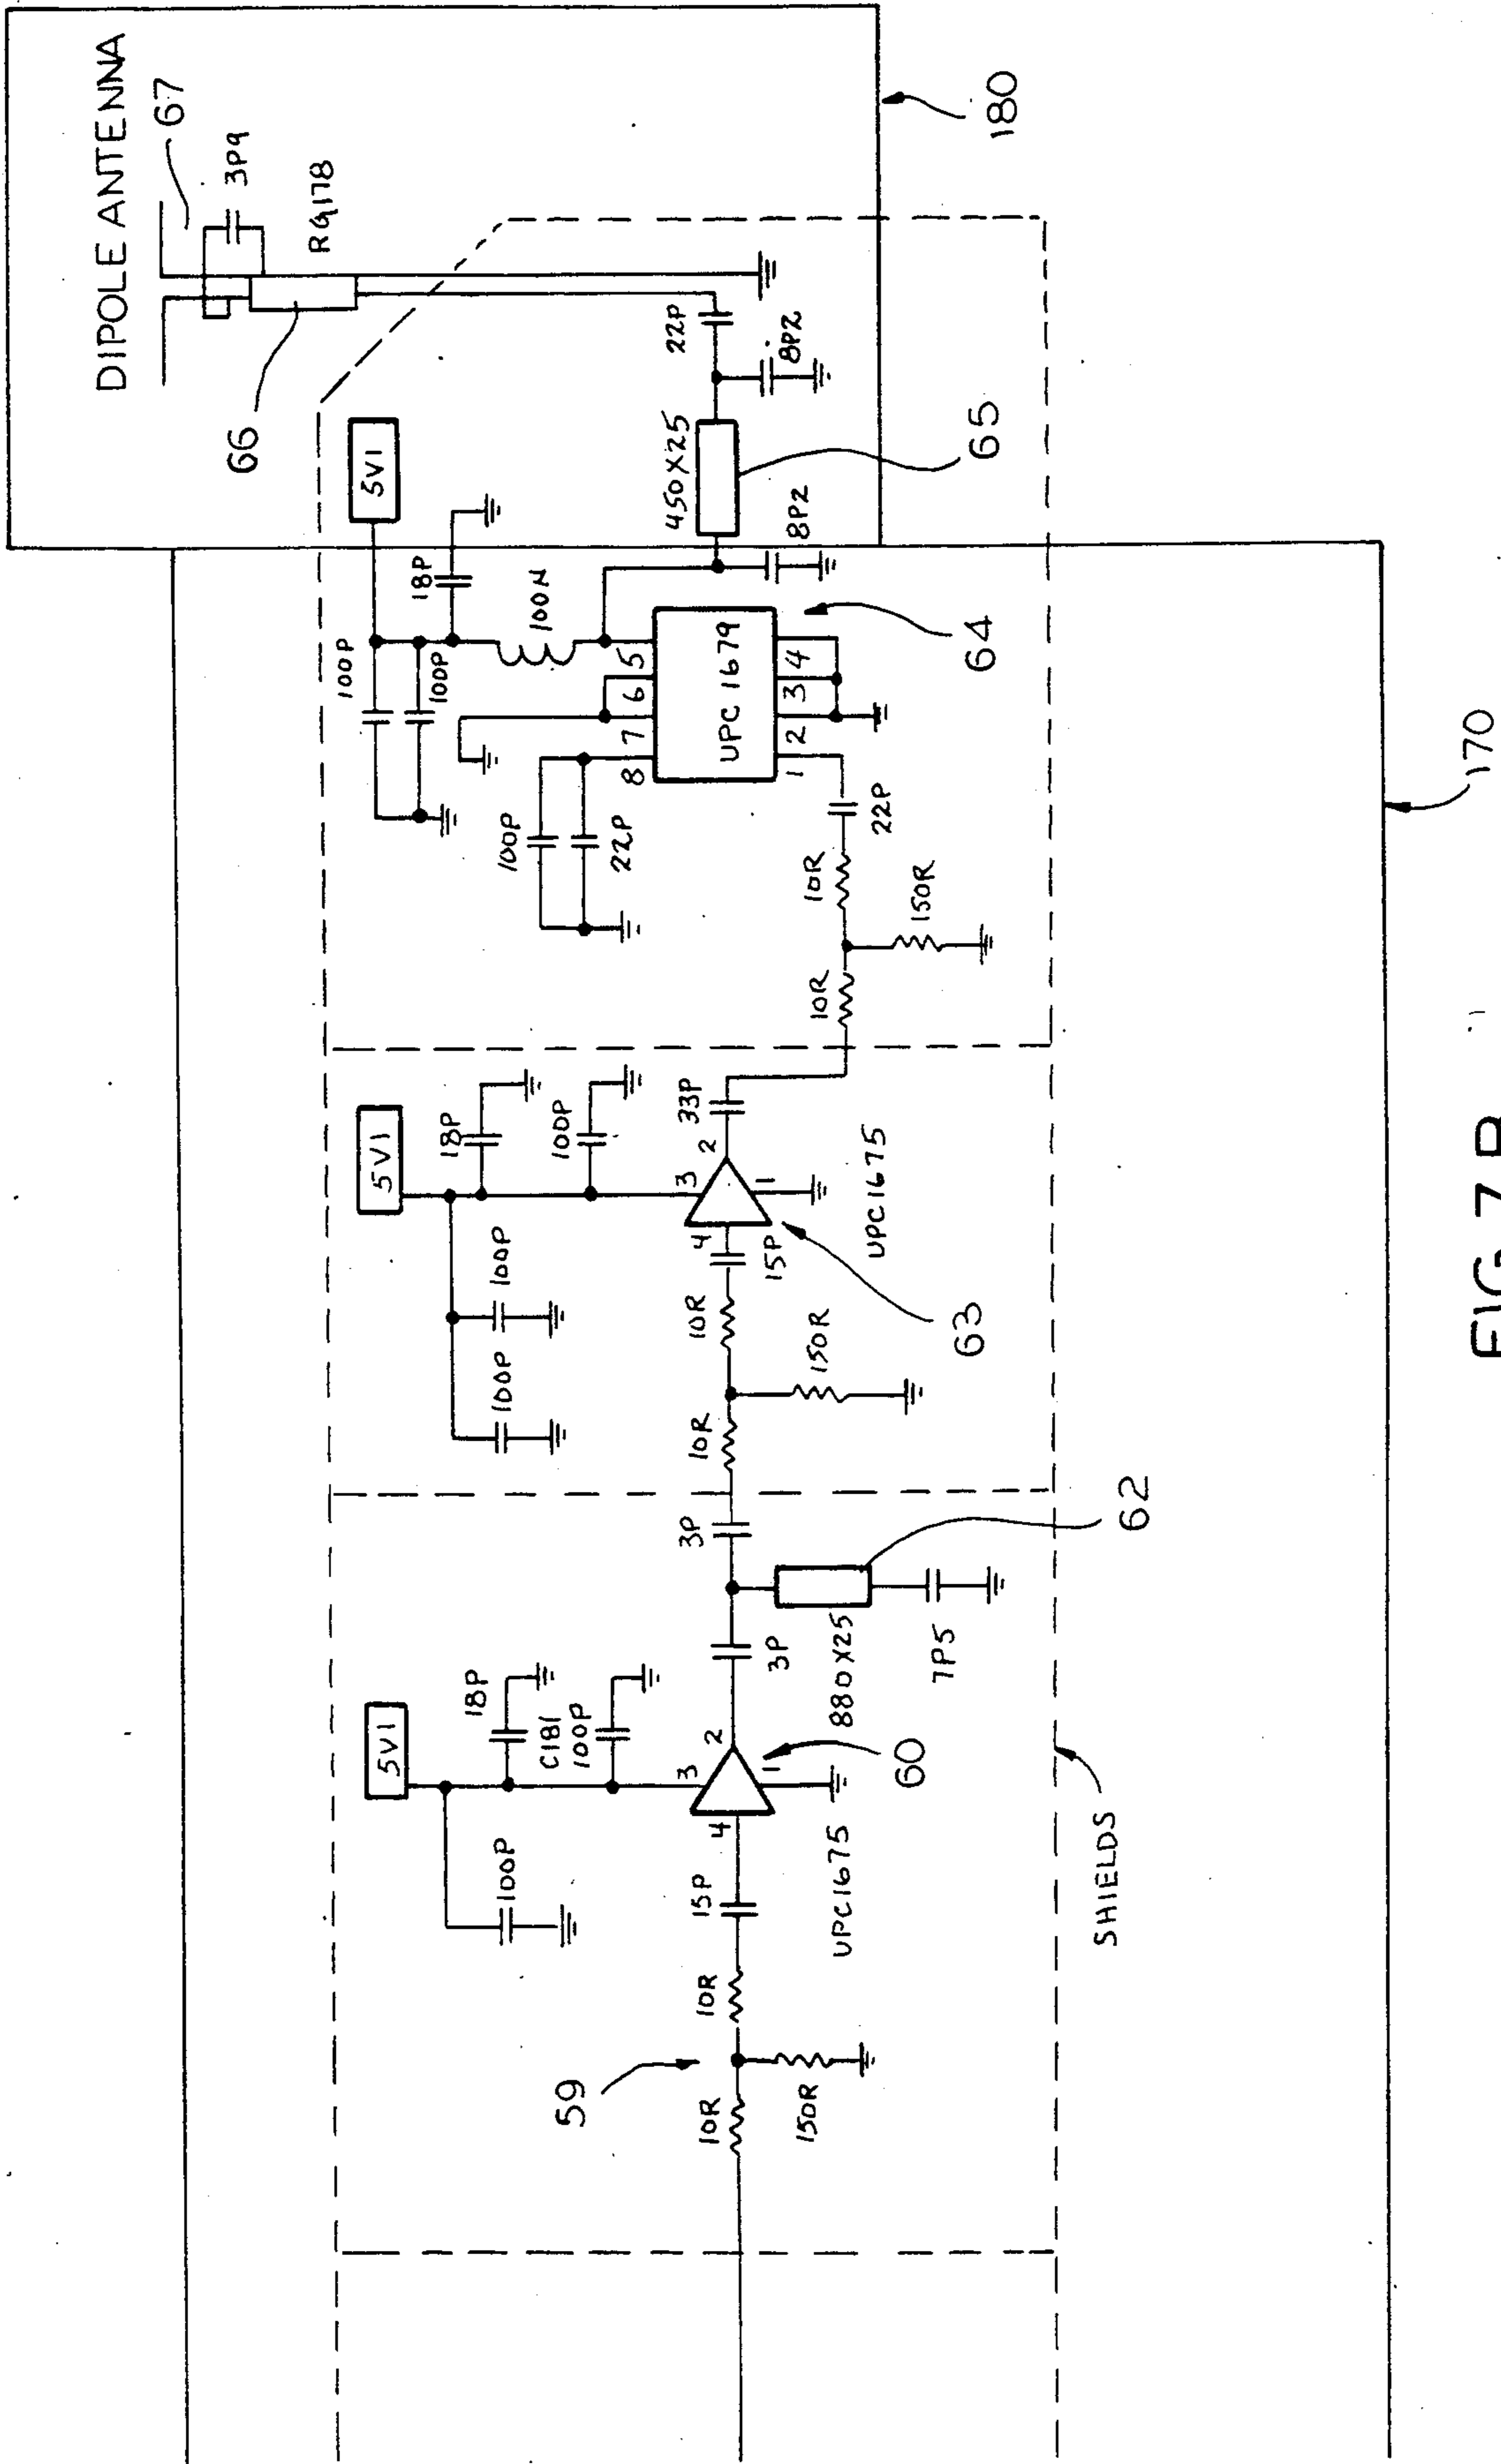 DIPOLE ANTENNA
67
3P9
RG178
66
180
5V1
22P
8P2
450X25
65
8P2
18P
100P
100P
100N
5
6
7
8
UPC 1679
4
3
2
1
64
100P
22P
22P
10R
150R
10R
170
5V1
18P
100P
33P
3
2
1
4
UPC1675
100P
100P
15P
10R
150R
10R
63
3P
62
5V1
18P
C181
100P
3P
880X25
7P5
3
2
1
4
60
100P
15P
UPC1675
10R
59
10R
150R
SHIELDS
FIG. 7B